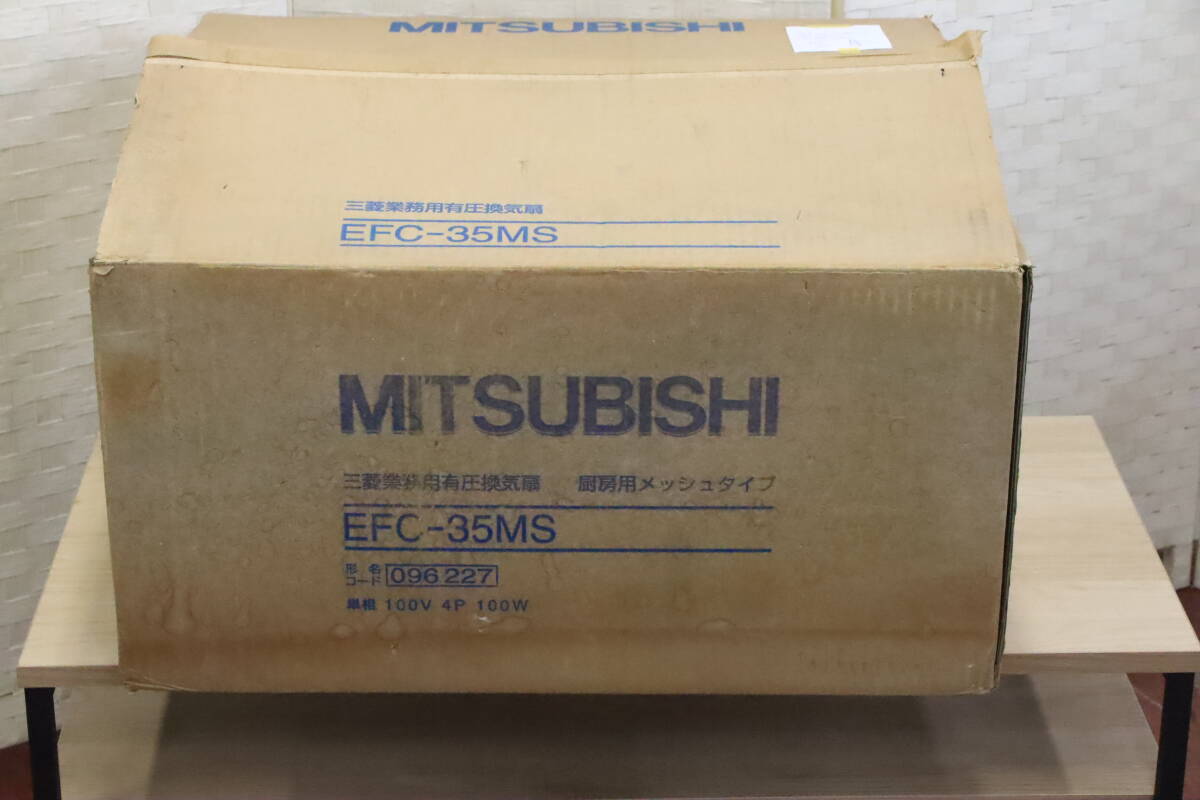 MITSUBISHI
三菱業務用有圧換気扇
EFC-35MS
MITSUBISHI
三菱業務用有圧換気扇 厨房用メッシュタイプ
EFC-35MS
形名コード 096 227
単相 100V 4P 100W